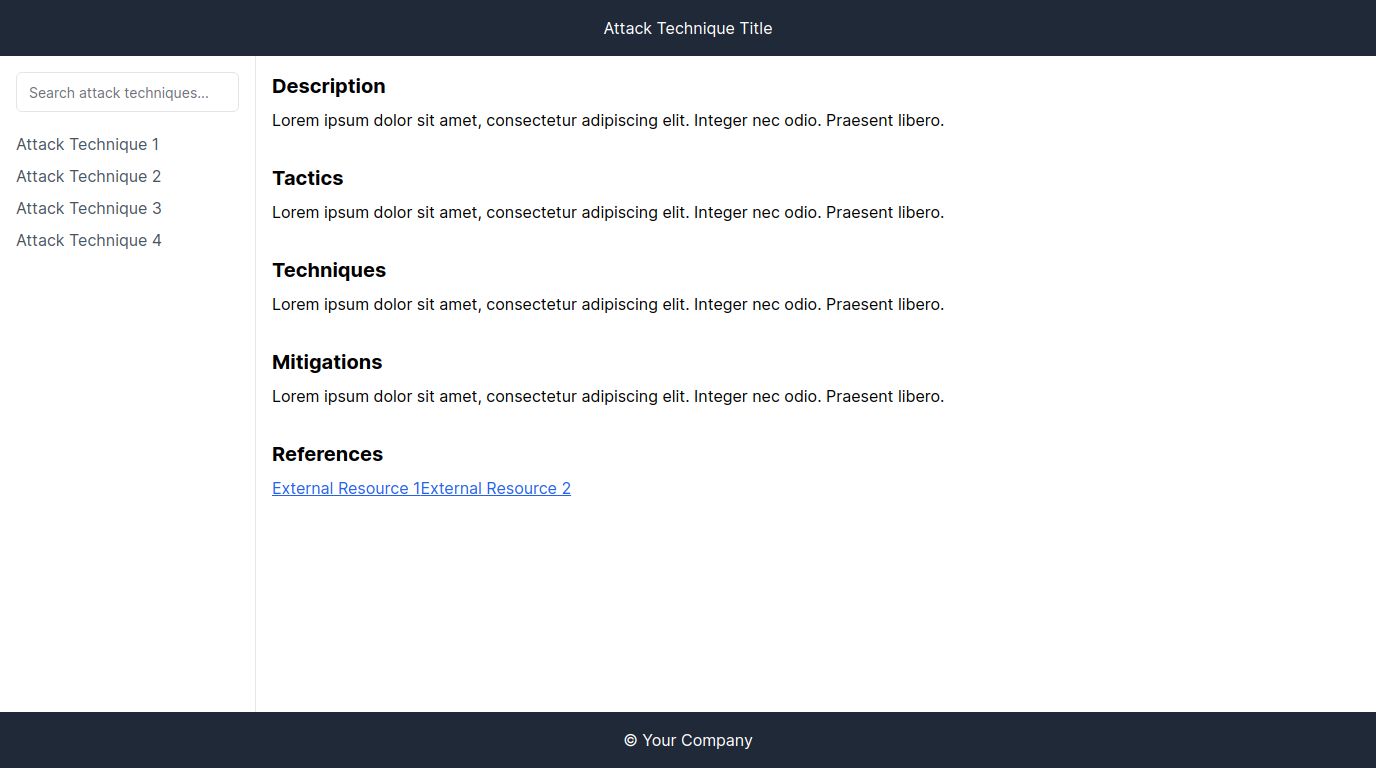 Attack Technique Title
Search attack techniques...
Attack Technique 1
Attack Technique 2
Attack Technique 3
Attack Technique 4
Description
Lorem ipsum dolor sit amet, consectetur adipiscing elit. Integer nec odio. Praesent libero.
Tactics
Lorem ipsum dolor sit amet, consectetur adipiscing elit. Integer nec odio. Praesent libero.
Techniques
Lorem ipsum dolor sit amet, consectetur adipiscing elit. Integer nec odio. Praesent libero.
Mitigations
Lorem ipsum dolor sit amet, consectetur adipiscing elit. Integer nec odio. Praesent libero.
References
External Resource 1External Resource 2
© Your Company